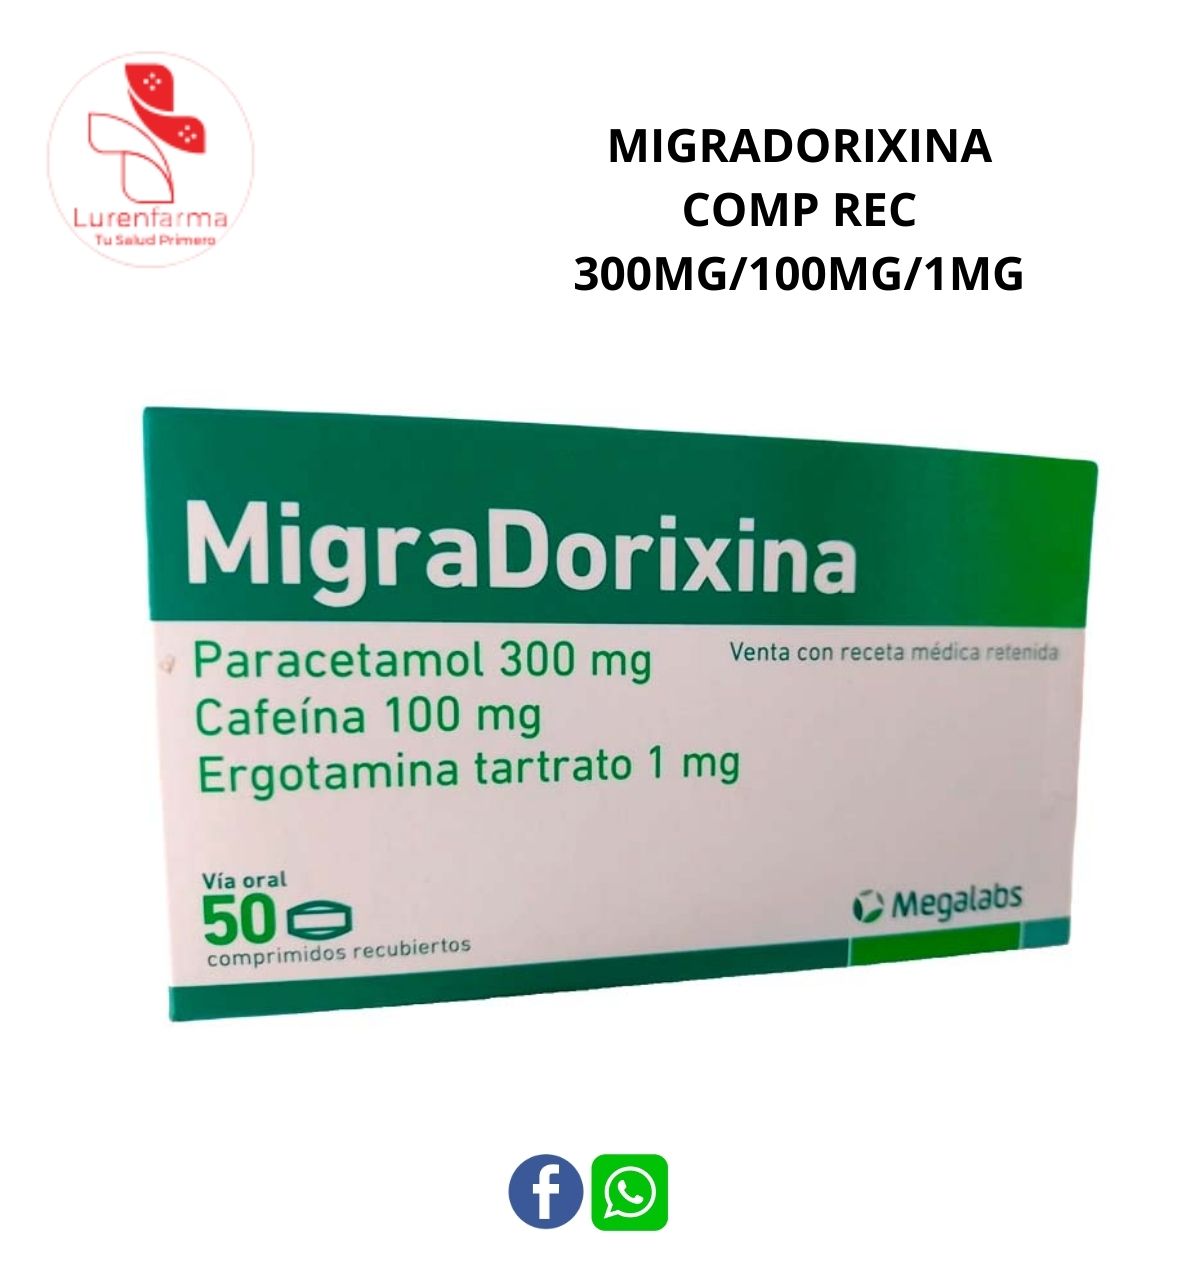 Lurenfarma
Tu Salud Primero
MIGRADORIXINA
COMP REC
300MG/100MG/1MG
MigraDorixina
Paracetamol 300 mg
Venta con receta médica retenida
Cafeína 100 mg
Ergotamina tartrato 1 mg
Vía oral
50
comprimidos recubiertos
Megalabs